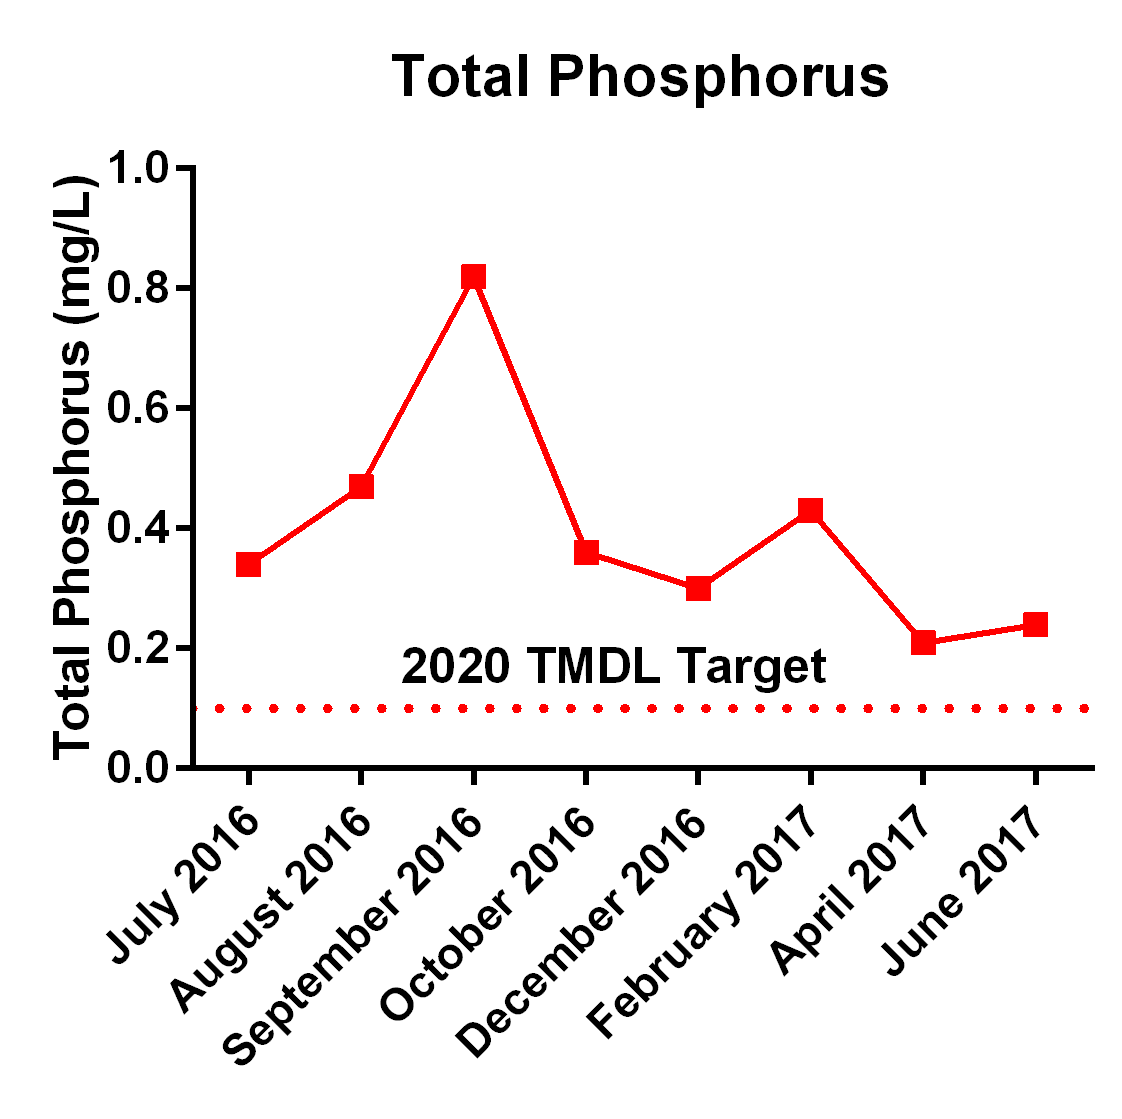 Total Phosphorus
Total Phosphorus (mg/L)
1.0
0.8
0.6
0.4
0.2
0.0
2020 TMDL Target
July 2016
August 2016
September 2016
October 2016
December 2016
February 2017
April 2017
June 2017